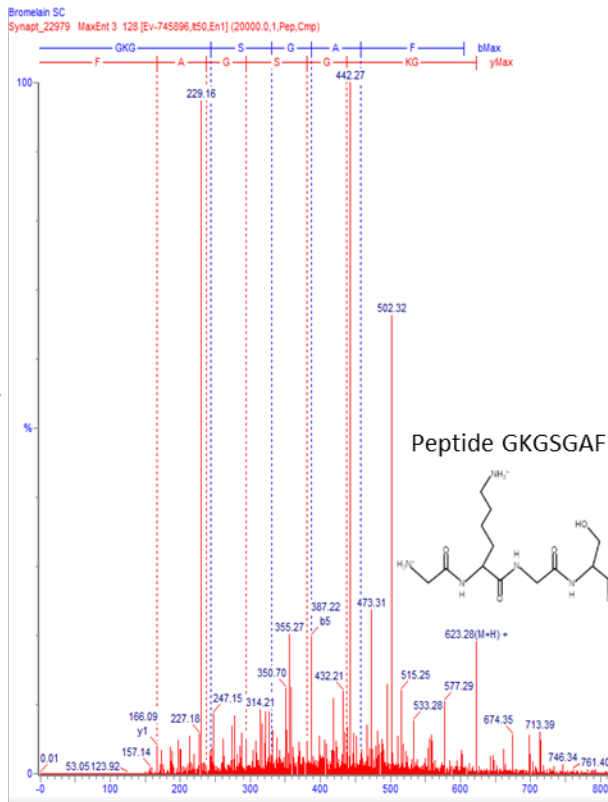 Bromelain SC
Synapt_22979 MaxEnt 3 128 [Ev-745896,It50,En1] (20000.0,1,Pep,Cmp)
GKG S G A F bMax
F A G S G KG yMax
100
442.27
229.16
502.32
%
Peptide GKGSGAF
NH₃⁺
HO
O
O
H
N
H₃N⁺
N
H
O
N
H
473.31
387.22
b5
355.27
623.28(M+H) +
350.70
432.21
515.25
577.29
533.28
247.15
314.21
166.09
y1
227.18
674.35
713.39
157.14
746.34
761.40
0.01
53.05
123.92
0
-0 100 200 300 400 500 600 700 800